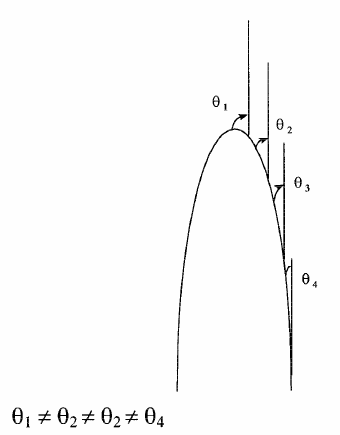 θ₁
θ₂
θ₃
θ₄
θ₁ ≠ θ₂ ≠ θ₂ ≠ θ₄